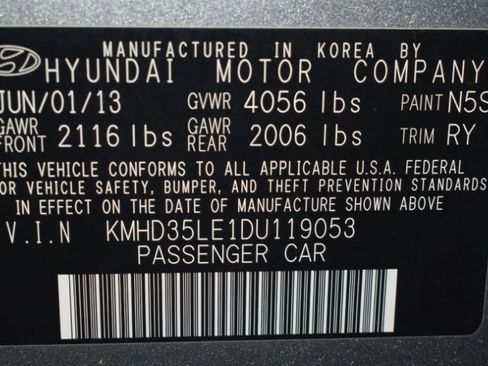 MANUFACTURED IN KOREA BY
HYUNDAI MOTOR COMPANY
JUN/01/13 GVWR 4056 lbs PAINT N5S
GAWR FRONT 2116 lbs GAWR REAR 2006 lbs TRIM RY
THIS VEHICLE CONFORMS TO ALL APPLICABLE U.S.A. FEDERAL
OR VEHICLE SAFETY, BUMPER, AND THEFT PREVENTION STANDARDS
IN EFFECT ON THE DATE OF MANUFACTURE SHOWN ABOVE
V.I.N KMHD35LE1DU119053
PASSENGER CAR